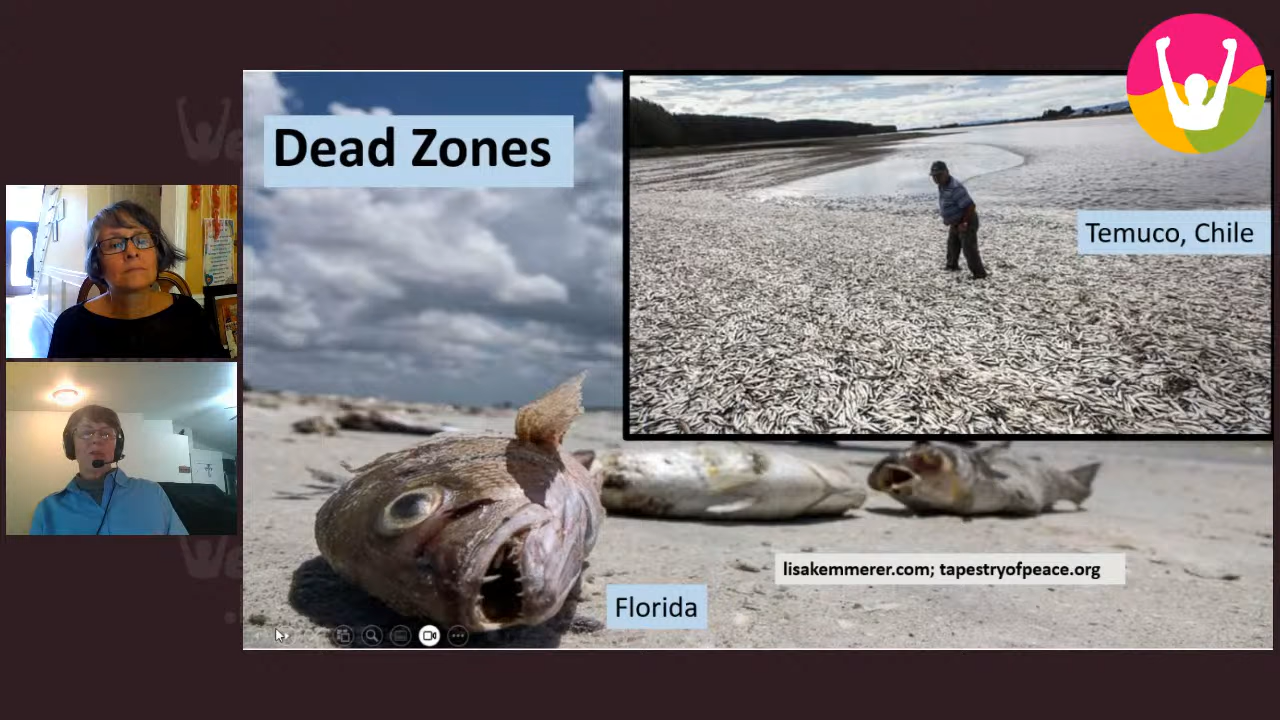 Dead Zones
Temuco, Chile
lisakemmerer.com; tapestryofpeace.org
Florida